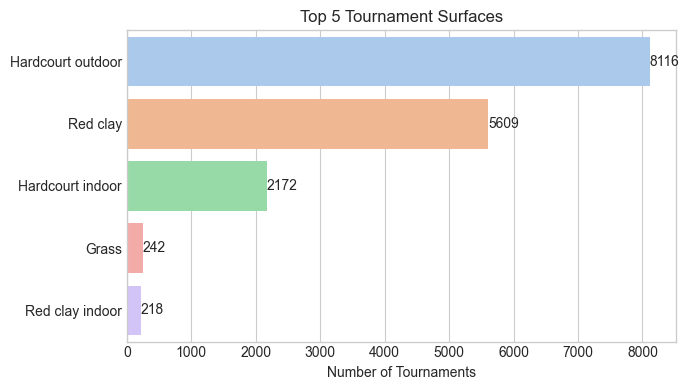 Top 5 Tournament Surfaces
Hardcourt outdoor
8116
Red clay
5609
Hardcourt indoor
2172
Grass
242
Red clay indoor
218
0 1000 2000 3000 4000 5000 6000 7000 8000
Number of Tournaments